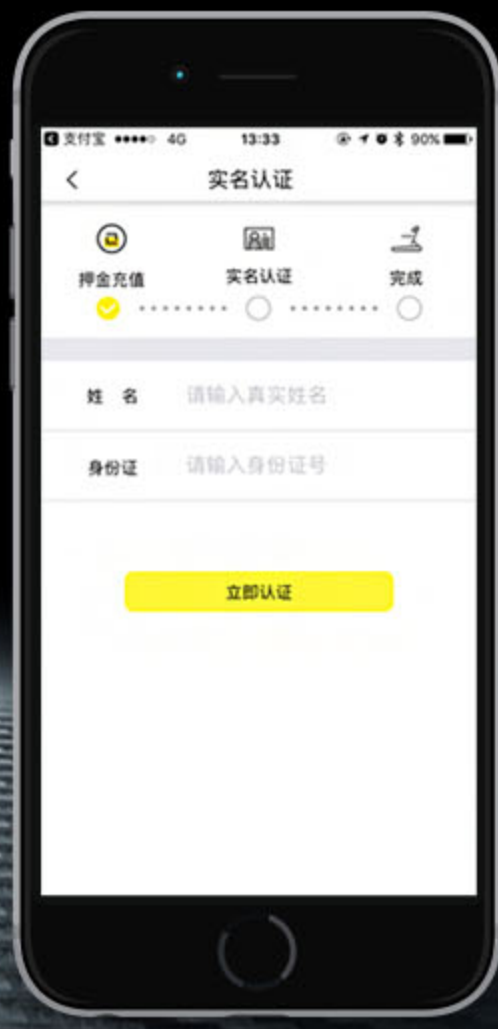 支付宝 4G 13:33 90%
实名认证
押金充值 实名认证 完成
姓 名 请输入真实姓名
身份证 请输入身份证号
立即认证